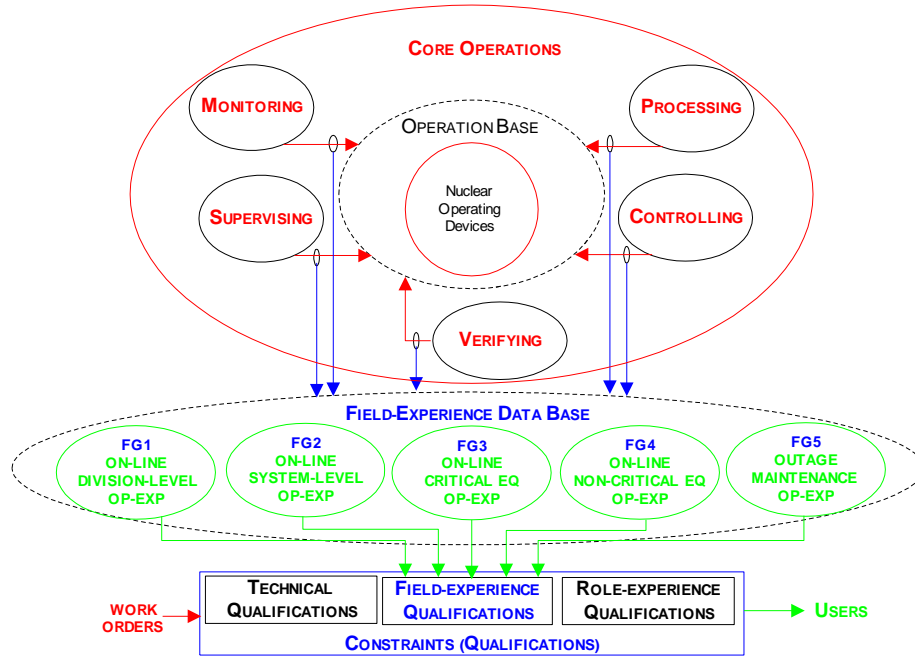 CORE OPERATIONS
MONITORING
PROCESSING
OPERATION BASE
Nuclear
Operating
Devices
SUPERVISING
CONTROLLING
VERIFYING
FIELD-EXPERIENCE DATA BASE
FG1
ON-LINE
DIVISION-LEVEL
OP-EXP
FG2
ON-LINE
SYSTEM-LEVEL
OP-EXP
FG3
ON-LINE
CRITICAL EQ
OP-EXP
FG4
ON-LINE
NON-CRITICAL EQ
OP-EXP
FG5
OUTAGE
MAINTENANCE
OP-EXP
TECHNICAL
QUALIFICATIONS
FIELD-EXPERIENCE
QUALIFICATIONS
ROLE-EXPERIENCE
QUALIFICATIONS
WORK
ORDERS
USERS
CONSTRAINTS (QUALIFICATIONS)